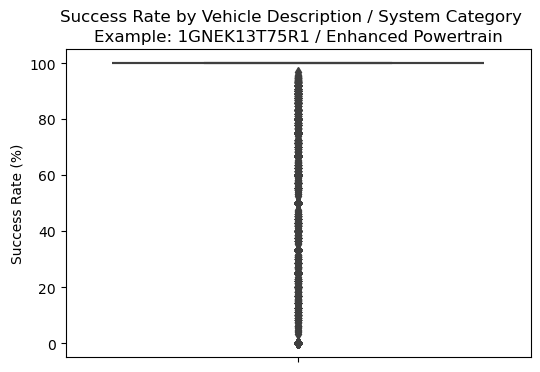 Success Rate by Vehicle Description / System Category
Example: 1GNEK13T75R1 / Enhanced Powertrain
100
80
60
40
20
0
Success Rate (%)